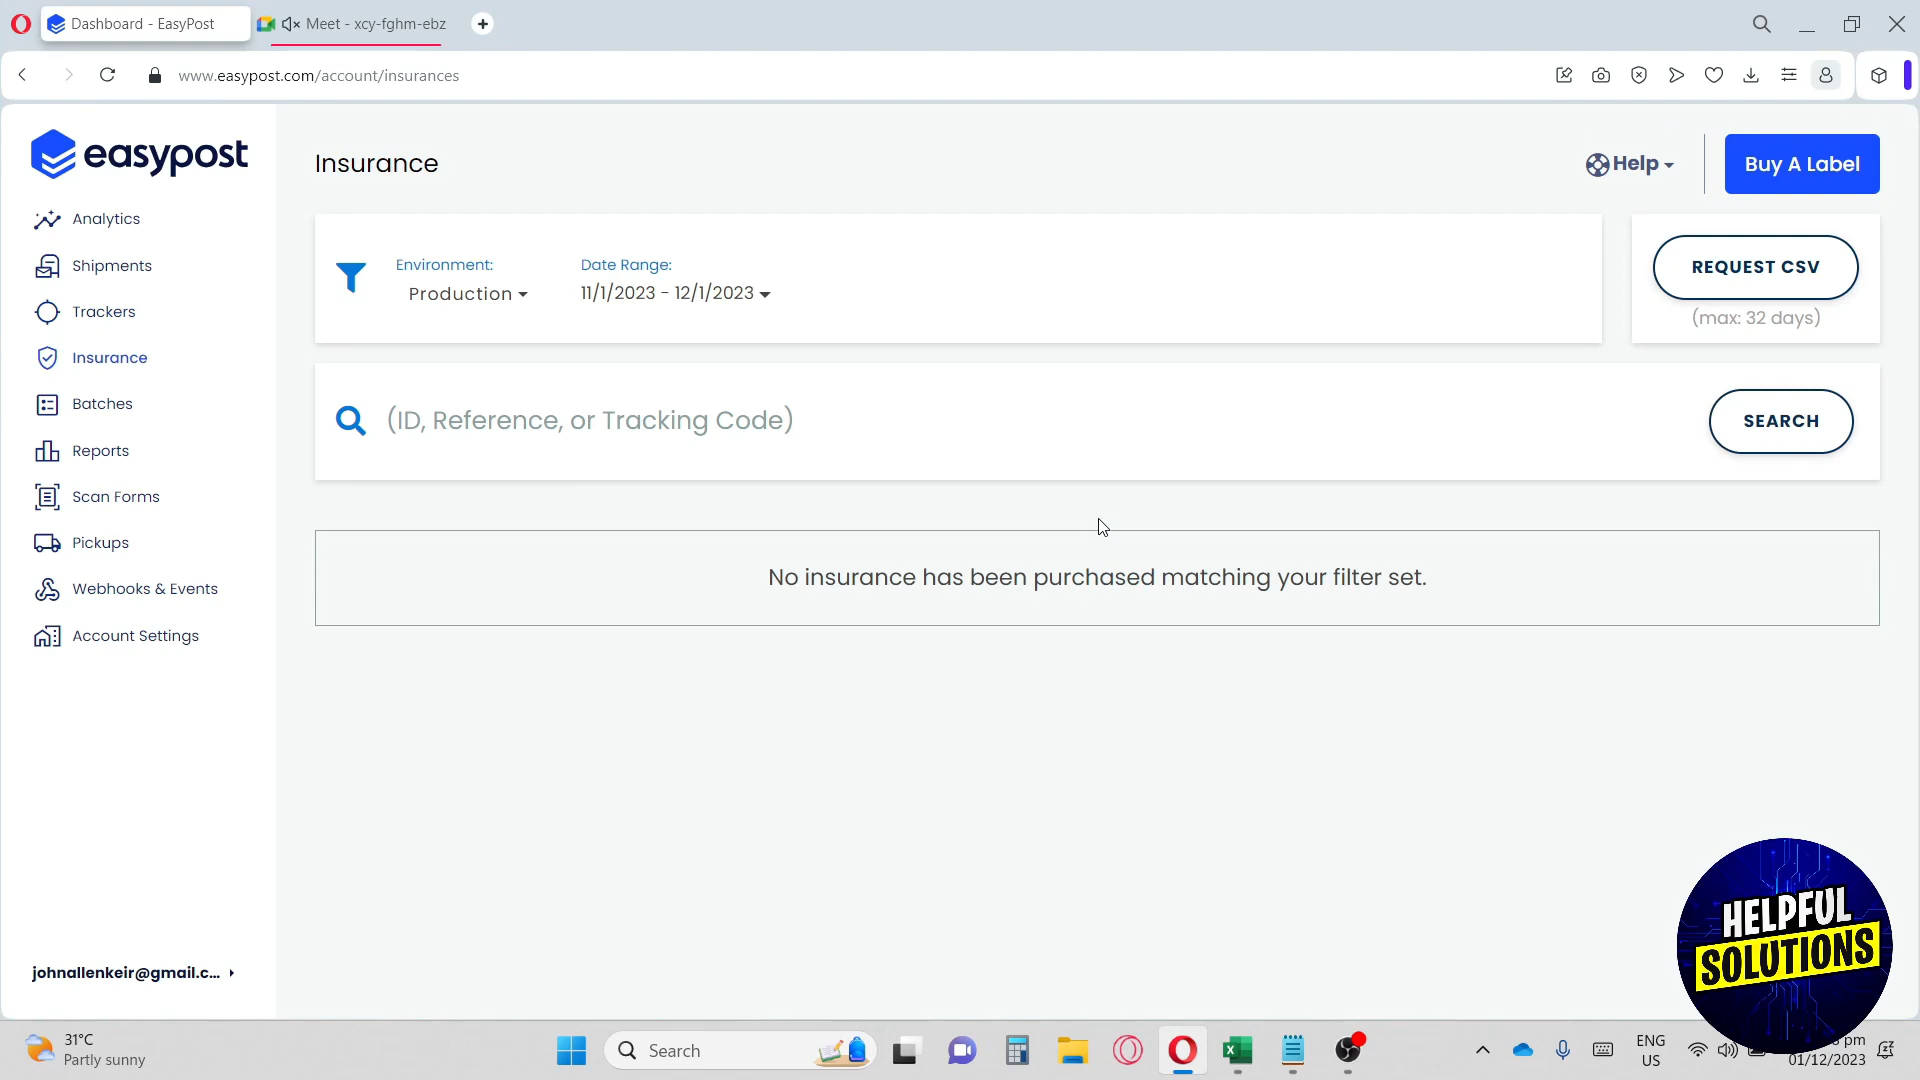 Dashboard - EasyPost
Meet - xcy-fghm-ebz
www.easypost.com/account/insurances
easypost
Analytics
Shipments
Trackers
Insurance
Batches
Reports
Scan Forms
Pickups
Webhooks & Events
Account Settings
johnallenkeir@gmail.c...
Insurance
Help
Buy A Label
Environment:
Production
Date Range:
11/1/2023 - 12/1/2023
REQUEST CSV
(max: 32 days)
(ID, Reference, or Tracking Code)
SEARCH
No insurance has been purchased matching your filter set.
HELPFUL
SOLUTIONS
31°C
Partly sunny
Search
ENG
US
pm
01/12/2023